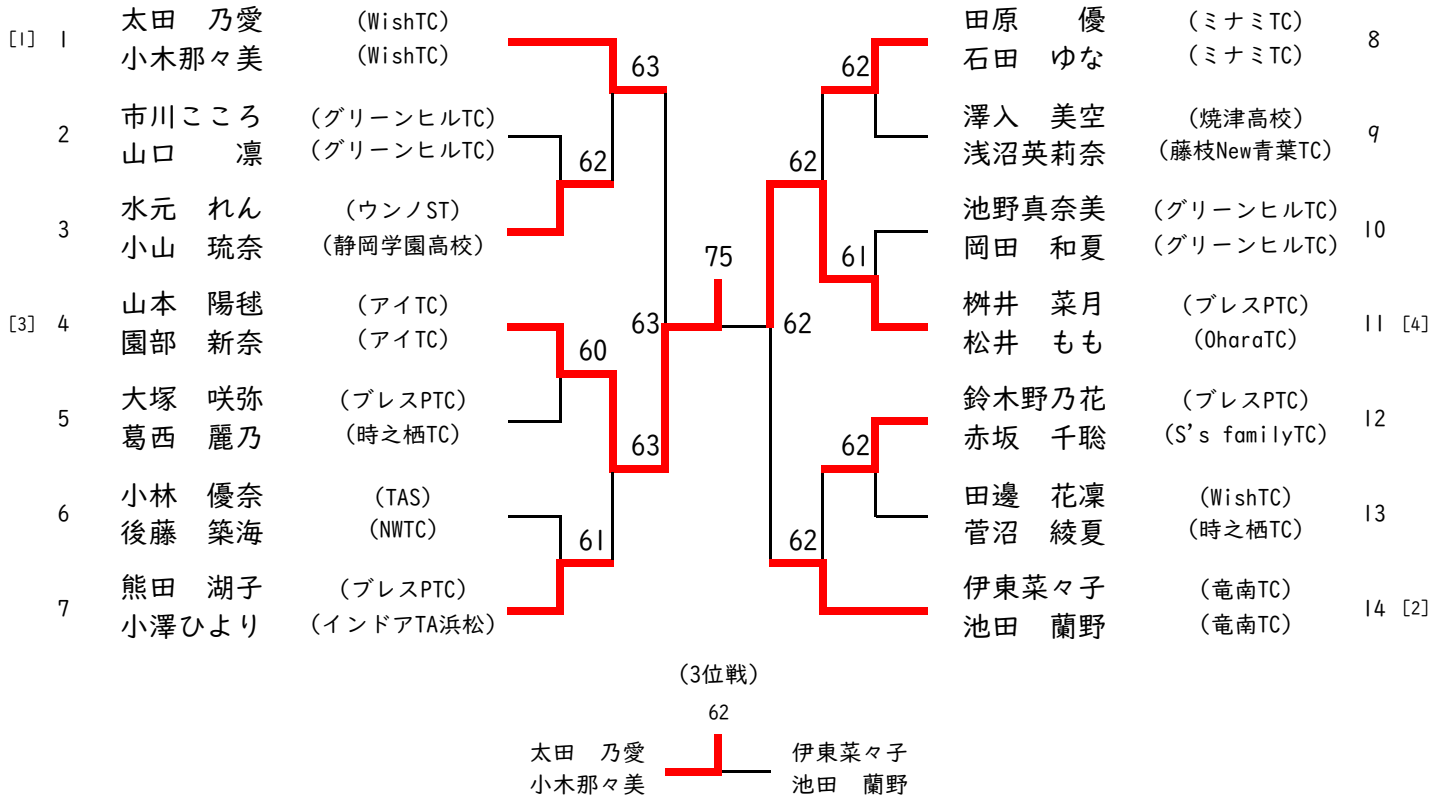 [1] 1 太田 乃愛 (WishTC)
小木那々美 (WishTC)
2 市川こころ (グリーンヒルTC)
山口 凛 (グリーンヒルTC)
3 水元 れん (ウンノST)
小山 琉奈 (静岡学園高校)
[3] 4 山本 陽毬 (アイTC)
園部 新奈 (アイTC)
5 大塚 咲弥 (ブレスPTC)
葛西 麗乃 (時之栖TC)
6 小林 優奈 (TAS)
後藤 築海 (NWTC)
7 熊田 湖子 (ブレスPTC)
小澤ひより (インドアTA浜松)
63
62
63
60
63
61
75
62
62
61
62
62
62
田原 優 (ミナミTC) 8
石田 ゆな (ミナミTC)
澤入 美空 (焼津高校) 9
浅沼英莉奈 (藤枝New青葉TC)
池野真奈美 (グリーンヒルTC) 10
岡田 和夏 (グリーンヒルTC)
桝井 菜月 (ブレスPTC) 11 [4]
松井 もも (OharaTC)
鈴木野乃花 (ブレスPTC) 12
赤坂 千聡 (S's familyTC)
田邊 花凜 (WishTC) 13
菅沼 綾夏 (時之栖TC)
伊東菜々子 (竜南TC) 14 [2]
池田 蘭野 (竜南TC)
(3位戦)
62
太田 乃愛 伊東菜々子
小木那々美 池田 蘭野